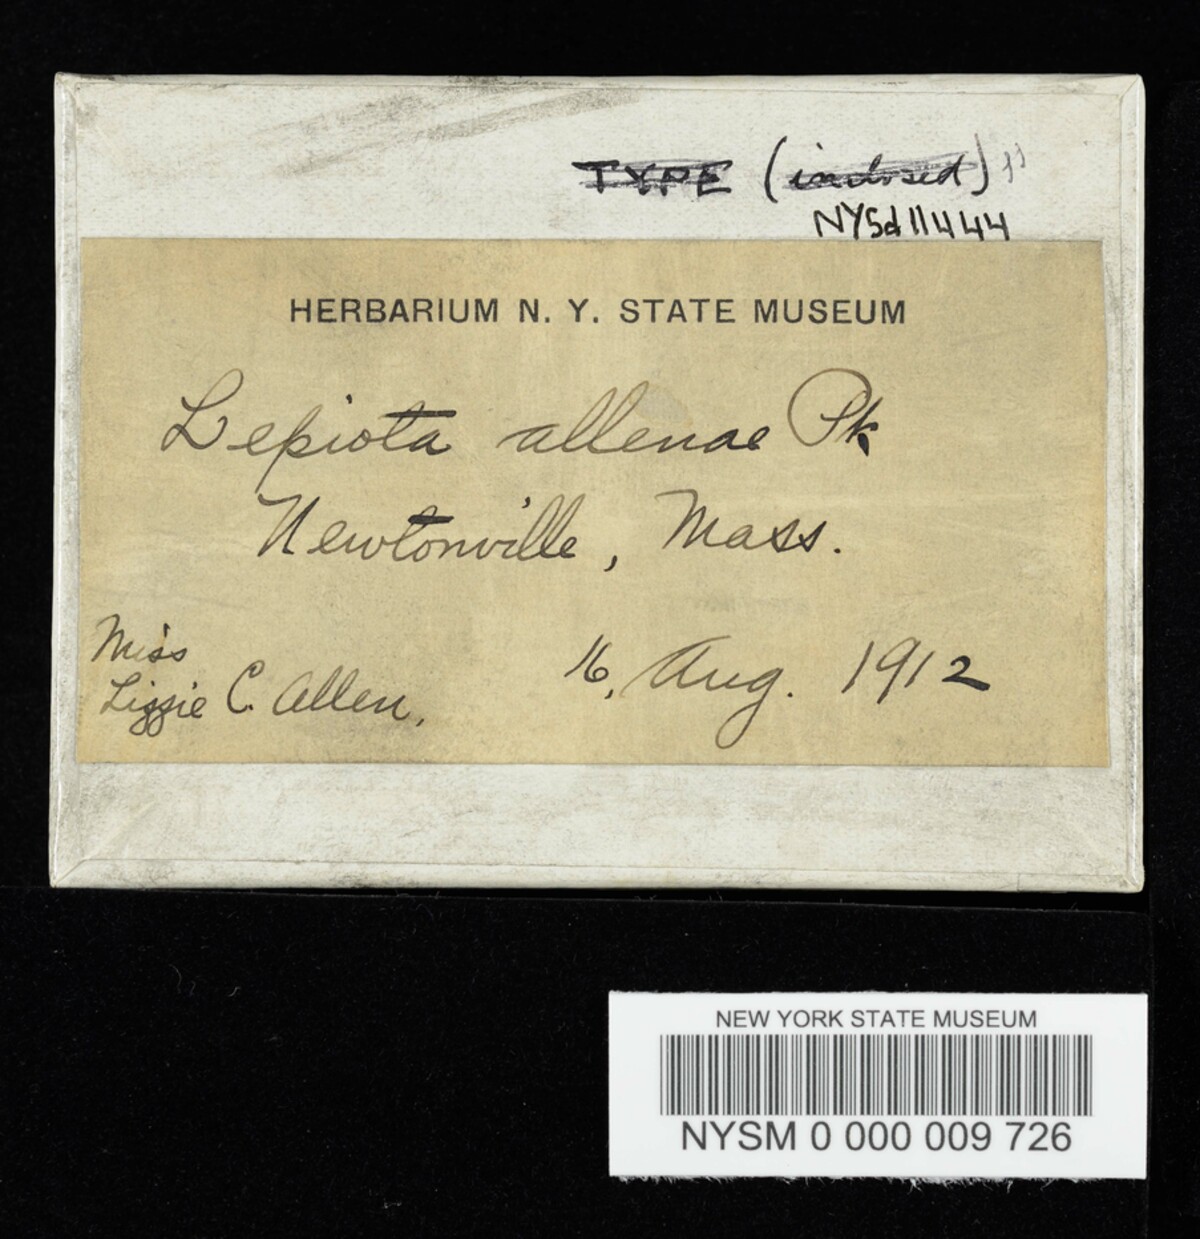 TYPE (inclosed)"
NYSd11444
HERBARIUM N. Y. STATE MUSEUM
Lepiota allenae Pk
Newtonville, Mass.
Miss
Lizzie C. Allen.
16, Aug. 1912
NEW YORK STATE MUSEUM
NYSM 0 000 009 726